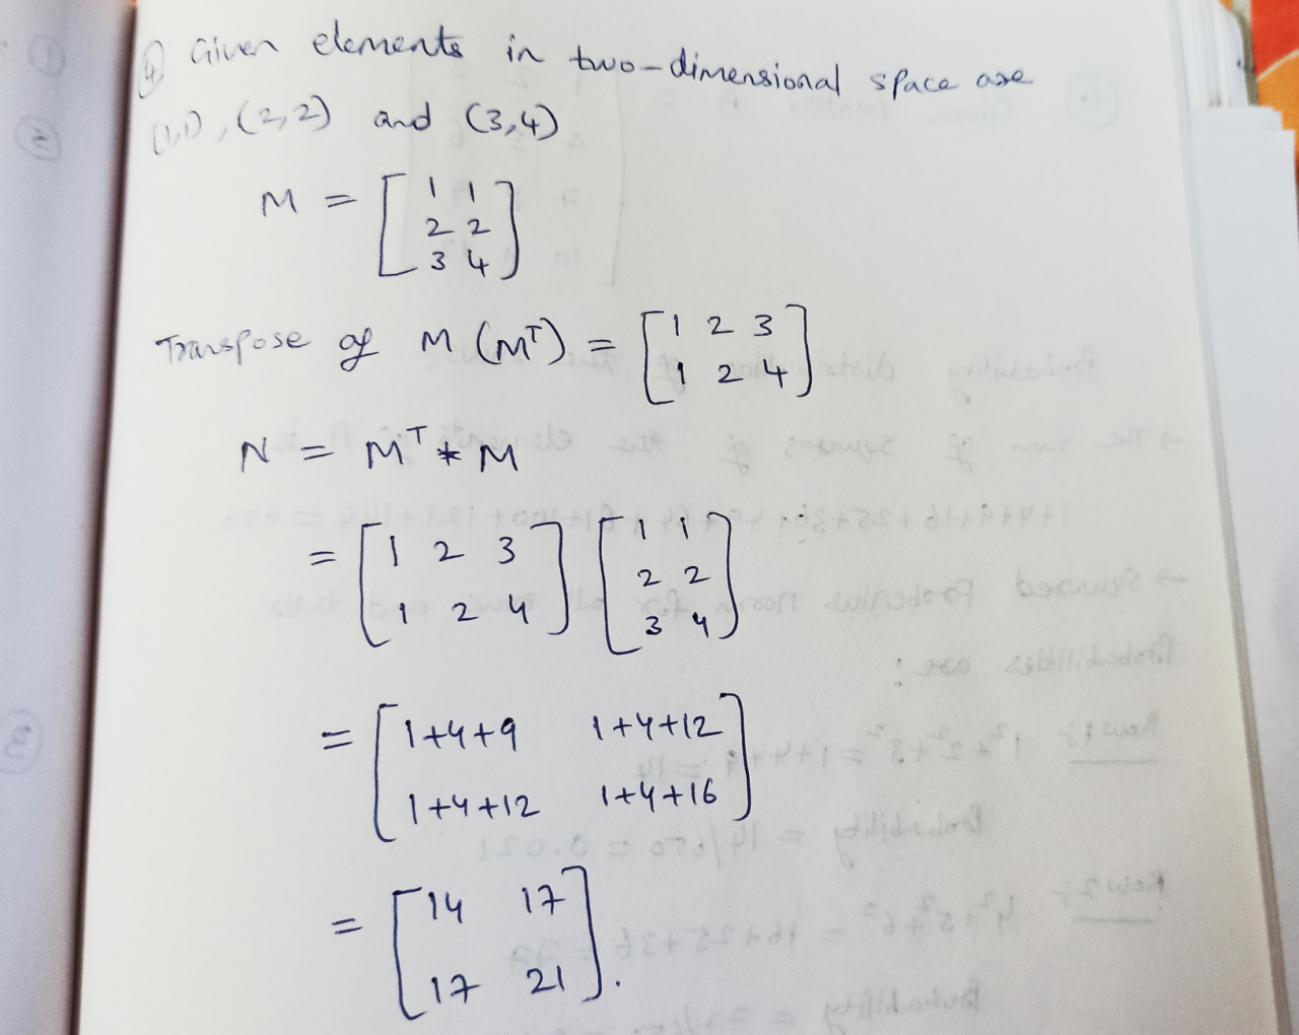 ④ Given elements in two-dimensional space are
(1,1), (2,2) and (3,4)
M = [ 1 1
2 2
3 4 ]
Transpose of M (Mᵀ) = [ 1 2 3
1 2 4 ]
N = Mᵀ * M
= [ 1 2 3 ] [ 1 1
1 2 4 ] 2 2
3 4 ]
= [ 1+4+9 1+4+12
1+4+12 1+4+16 ]
= [ 14 17
17 21 ].